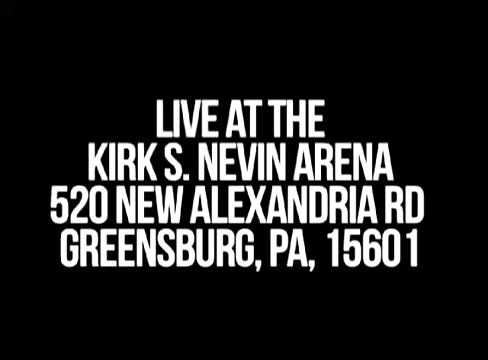 LIVE AT THE
KIRK S. NEVIN ARENA
520 NEW ALEXANDRIA RD
GREENSBURG, PA, 15601